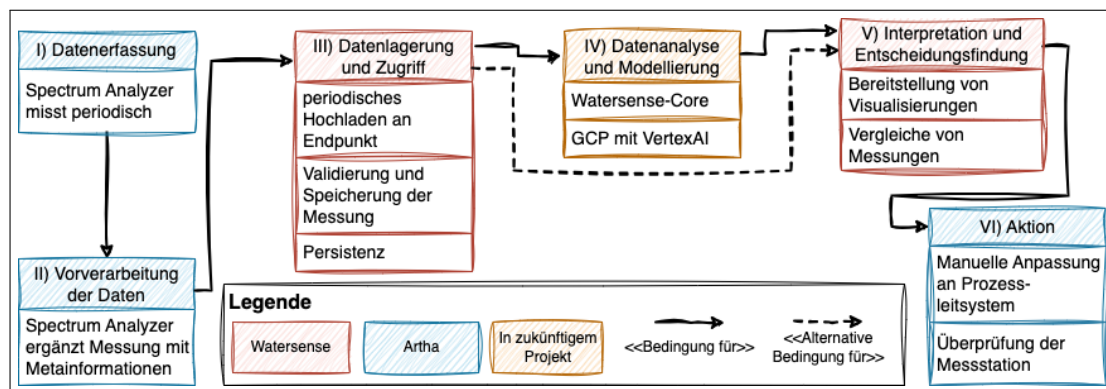 I) Datenerfassung
Spectrum Analyzer
misst periodisch
II) Vorverarbeitung
der Daten
Spectrum Analyzer
ergänzt Messung mit
Metainformationen
III) Datenlagerung
und Zugriff
periodisches
Hochladen an
Endpunkt
Validierung und
Speicherung der
Messung
Persistenz
IV) Datenanalyse
und Modellierung
Watersense-Core
GCP mit VertexAI
V) Interpretation und
Entscheidungsfindung
Bereitstellung von
Visualisierungen
Vergleiche von
Messungen
VI) Aktion
Manuelle Anpassung
an Prozess-
leitsystem
Überprüfung der
Messstation
Legende
Watersense
Artha
In zukünftigem
Projekt
<<Bedingung für>>
<<Alternative
Bedingung für>>